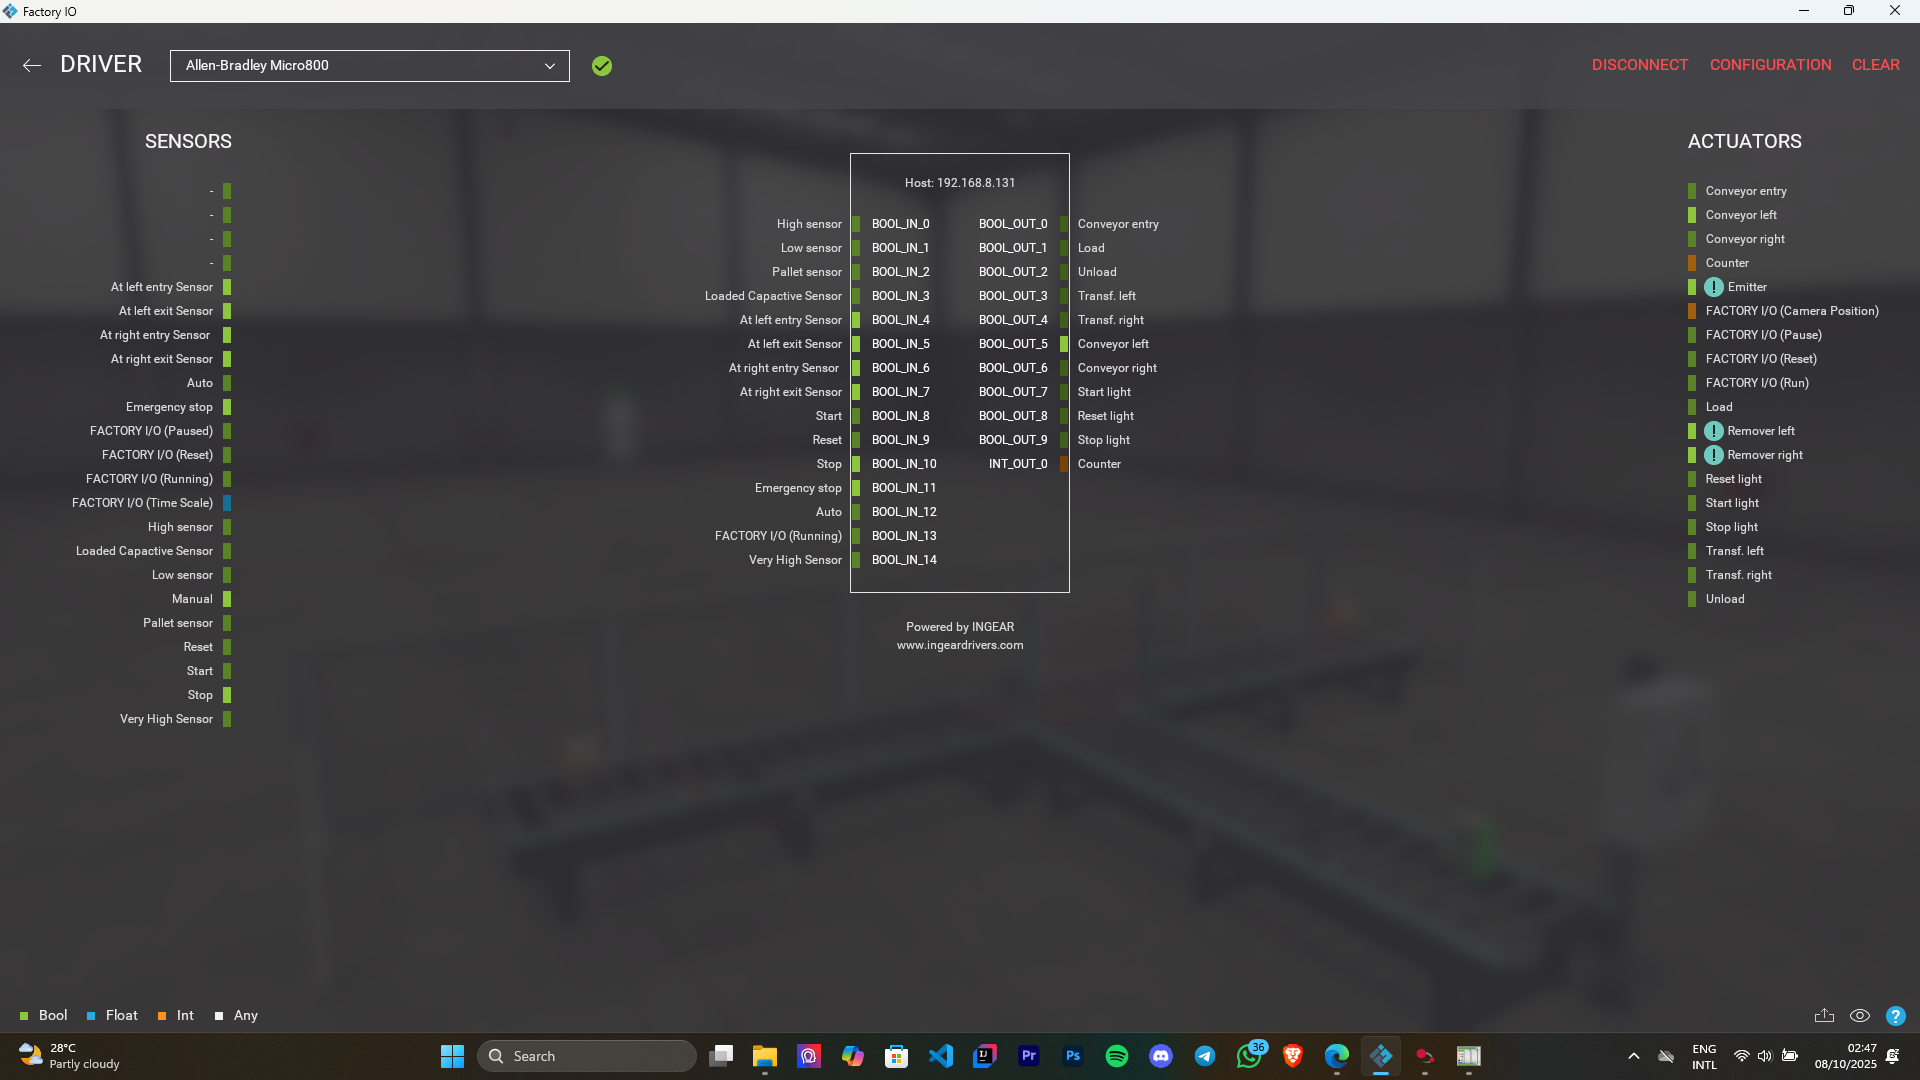 Factory IO
DRIVER
Allen-Bradley Micro800
DISCONNECT
CONFIGURATION
CLEAR
SENSORS
-
-
-
-
At left entry Sensor
At left exit Sensor
At right entry Sensor
At right exit Sensor
Auto
Emergency stop
FACTORY I/O (Paused)
FACTORY I/O (Reset)
FACTORY I/O (Running)
FACTORY I/O (Time Scale)
High sensor
Loaded Capactive Sensor
Low sensor
Manual
Pallet sensor
Reset
Start
Stop
Very High Sensor
Host: 192.168.8.131
High sensor BOOL_IN_0 BOOL_OUT_0 Conveyor entry
Low sensor BOOL_IN_1 BOOL_OUT_1 Load
Pallet sensor BOOL_IN_2 BOOL_OUT_2 Unload
Loaded Capactive Sensor BOOL_IN_3 BOOL_OUT_3 Transf. left
At left entry Sensor BOOL_IN_4 BOOL_OUT_4 Transf. right
At left exit Sensor BOOL_IN_5 BOOL_OUT_5 Conveyor left
At right entry Sensor BOOL_IN_6 BOOL_OUT_6 Conveyor right
At right exit Sensor BOOL_IN_7 BOOL_OUT_7 Start light
Start BOOL_IN_8 BOOL_OUT_8 Reset light
Reset BOOL_IN_9 BOOL_OUT_9 Stop light
Stop BOOL_IN_10 INT_OUT_0 Counter
Emergency stop BOOL_IN_11
Auto BOOL_IN_12
FACTORY I/O (Running) BOOL_IN_13
Very High Sensor BOOL_IN_14
Powered by INGEAR
www.ingeardrivers.com
ACTUATORS
Conveyor entry
Conveyor left
Conveyor right
Counter
! Emitter
FACTORY I/O (Camera Position)
FACTORY I/O (Pause)
FACTORY I/O (Reset)
FACTORY I/O (Run)
Load
! Remover left
! Remover right
Reset light
Start light
Stop light
Transf. left
Transf. right
Unload
Bool Float Int Any
?
28°C
Partly cloudy
Search
Pr
Ps
36
ENG
INTL
02:47
08/10/2025